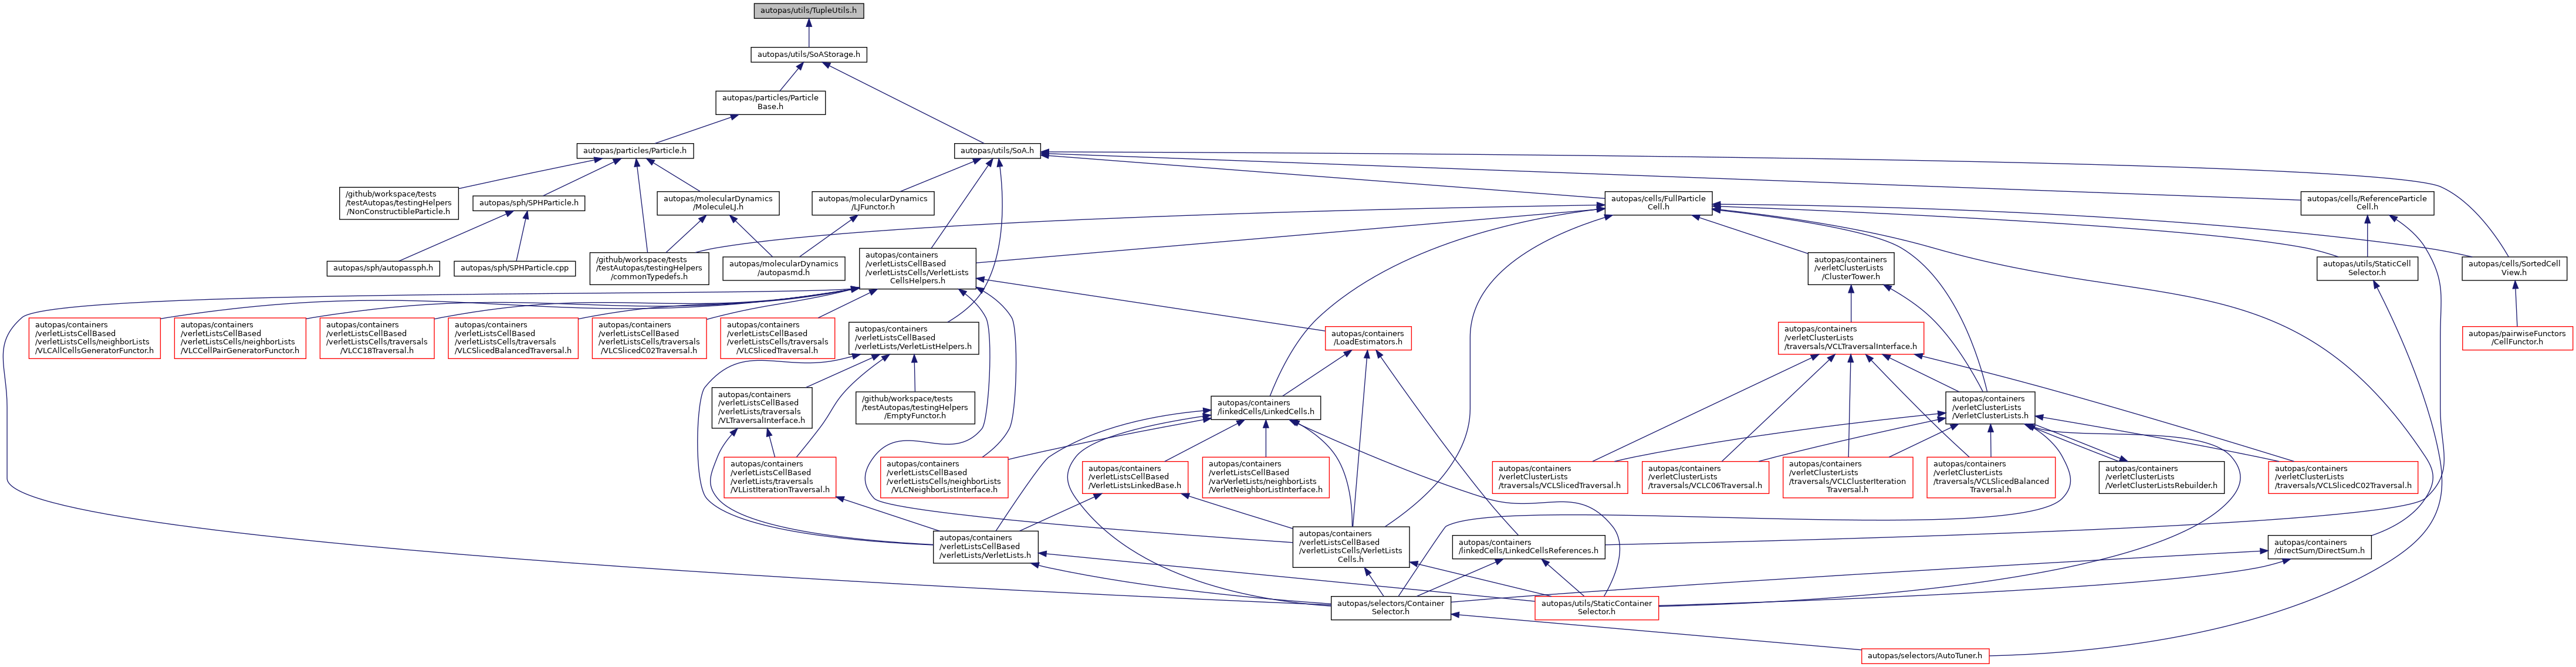 autopas/utils/TupleUtils.h
autopas/utils/SoAStorage.h
autopas/particles/Particle
Base.h
autopas/particles/Particle.h
autopas/utils/SoA.h
/github/workspace/tests
/testAutopas/testingHelpers
/NonConstructibleParticle.h
autopas/sph/SPHParticle.h
autopas/molecularDynamics
/MoleculeLJ.h
autopas/molecularDynamics
/LJFunctor.h
autopas/cells/FullParticle
Cell.h
autopas/cells/ReferenceParticle
Cell.h
autopas/sph/autopassph.h
autopas/sph/SPHParticle.cpp
/github/workspace/tests
/testAutopas/testingHelpers
/commonTypedefs.h
autopas/molecularDynamics
/autopasmd.h
autopas/containers
/verletListsCellBased
/verletListsCells/VerletLists
CellsHelpers.h
autopas/containers
/verletClusterLists
/ClusterTower.h
autopas/utils/StaticCell
Selector.h
autopas/cells/SortedCell
View.h
autopas/containers
/verletListsCellBased
/verletListsCells/neighborLists
/VLCAllCellsGeneratorFunctor.h
autopas/containers
/verletListsCellBased
/verletListsCells/neighborLists
/VLCCellPairGeneratorFunctor.h
autopas/containers
/verletListsCellBased
/verletListsCells/traversals
/VLCC18Traversal.h
autopas/containers
/verletListsCellBased
/verletListsCells/traversals
/VLCSlicedBalancedTraversal.h
autopas/containers
/verletListsCellBased
/verletListsCells/traversals
/VLCSlicedC02Traversal.h
autopas/containers
/verletListsCellBased
/verletListsCells/traversals
/VLCSlicedTraversal.h
autopas/containers
/verletListsCellBased
/verletLists/VerletListHelpers.h
autopas/containers
/LoadEstimators.h
autopas/containers
/verletClusterLists
/traversals/VCLTraversalInterface.h
autopas/pairwiseFunctors
/CellFunctor.h
autopas/containers
/verletListsCellBased
/verletLists/traversals
/VLTraversalInterface.h
/github/workspace/tests
/testAutopas/testingHelpers
/EmptyFunctor.h
autopas/containers
/linkedCells/LinkedCells.h
autopas/containers
/verletClusterLists
/VerletClusterLists.h
autopas/containers
/verletListsCellBased
/verletLists/traversals
/VLListIterationTraversal.h
autopas/containers
/verletListsCellBased
/verletListsCells/neighborLists
/VLCNeighborListInterface.h
autopas/containers
/verletListsCellBased
/VerletListsLinkedBase.h
autopas/containers
/verletListsCellBased
/varVerletLists/neighborLists
/VerletNeighborListInterface.h
autopas/containers
/verletClusterLists
/traversals/VCLSlicedTraversal.h
autopas/containers
/verletClusterLists
/traversals/VCLC06Traversal.h
autopas/containers
/verletClusterLists
/traversals/VCLClusterIteration
Traversal.h
autopas/containers
/verletClusterLists
/traversals/VCLSlicedBalanced
Traversal.h
autopas/containers
/verletClusterLists
/VerletClusterListsRebuilder.h
autopas/containers
/verletClusterLists
/traversals/VCLSlicedC02Traversal.h
autopas/containers
/verletListsCellBased
/verletLists/VerletLists.h
autopas/containers
/verletListsCellBased
/verletListsCells/VerletLists
Cells.h
autopas/containers
/linkedCells/LinkedCellsReferences.h
autopas/containers
/directSum/DirectSum.h
autopas/selectors/Container
Selector.h
autopas/utils/StaticContainer
Selector.h
autopas/selectors/AutoTuner.h